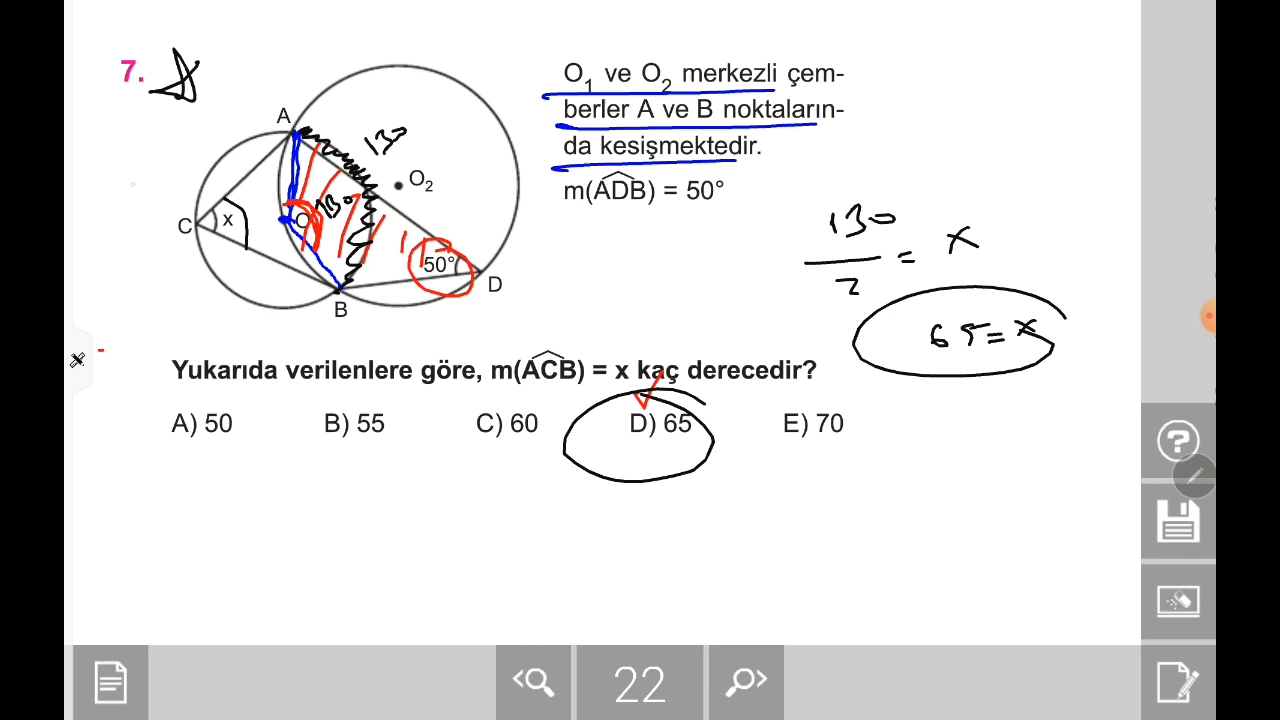 7.
O1 ve O2 merkezli çem-
berler A ve B noktaların-
da kesişmektedir.
m(ADB) = 50°
A
130
O2
130
O
C
x
50°
D
B
130
2
= x
65 = x
Yukarıda verilenlere göre, m(ACB) = x kaç derecedir?
A) 50 B) 55 C) 60 D) 65 E) 70
?
22